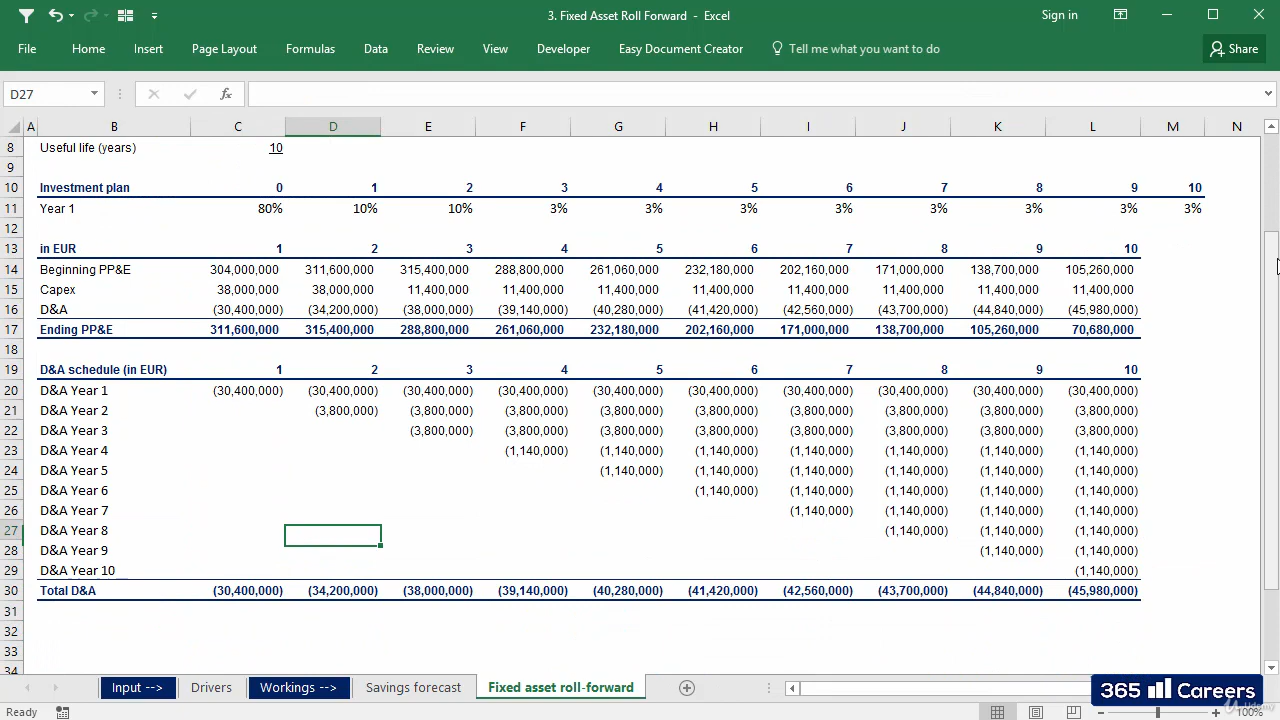 3. Fixed Asset Roll Forward - Excel
Sign in
File Home Insert Page Layout Formulas Data Review View Developer Easy Document Creator Tell me what you want to do Share
D27 fx
A B C D E F G H I J K L M N
8 Useful life (years) 10
9
10 Investment plan 0 1 2 3 4 5 6 7 8 9 10
11 Year 1 80% 10% 10% 3% 3% 3% 3% 3% 3% 3% 3%
12
13 in EUR 1 2 3 4 5 6 7 8 9 10
14 Beginning PP&E 304,000,000 311,600,000 315,400,000 288,800,000 261,060,000 232,180,000 202,160,000 171,000,000 138,700,000 105,260,000
15 Capex 38,000,000 38,000,000 11,400,000 11,400,000 11,400,000 11,400,000 11,400,000 11,400,000 11,400,000 11,400,000
16 D&A (30,400,000) (34,200,000) (38,000,000) (39,140,000) (40,280,000) (41,420,000) (42,560,000) (43,700,000) (44,840,000) (45,980,000)
17 Ending PP&E 311,600,000 315,400,000 288,800,000 261,060,000 232,180,000 202,160,000 171,000,000 138,700,000 105,260,000 70,680,000
18
19 D&A schedule (in EUR) 1 2 3 4 5 6 7 8 9 10
20 D&A Year 1 (30,400,000) (30,400,000) (30,400,000) (30,400,000) (30,400,000) (30,400,000) (30,400,000) (30,400,000) (30,400,000) (30,400,000)
21 D&A Year 2 (3,800,000) (3,800,000) (3,800,000) (3,800,000) (3,800,000) (3,800,000) (3,800,000) (3,800,000) (3,800,000)
22 D&A Year 3 (3,800,000) (3,800,000) (3,800,000) (3,800,000) (3,800,000) (3,800,000) (3,800,000) (3,800,000)
23 D&A Year 4 (1,140,000) (1,140,000) (1,140,000) (1,140,000) (1,140,000) (1,140,000) (1,140,000)
24 D&A Year 5 (1,140,000) (1,140,000) (1,140,000) (1,140,000) (1,140,000) (1,140,000)
25 D&A Year 6 (1,140,000) (1,140,000) (1,140,000) (1,140,000) (1,140,000)
26 D&A Year 7 (1,140,000) (1,140,000) (1,140,000) (1,140,000)
27 D&A Year 8 (1,140,000) (1,140,000) (1,140,000)
28 D&A Year 9 (1,140,000) (1,140,000)
29 D&A Year 10 (1,140,000)
30 Total D&A (30,400,000) (34,200,000) (38,000,000) (39,140,000) (40,280,000) (41,420,000) (42,560,000) (43,700,000) (44,840,000) (45,980,000)
31
32
33
34
Input --> Drivers Workings --> Savings forecast Fixed asset roll-forward
365 Careers
Udemy
Ready 100%